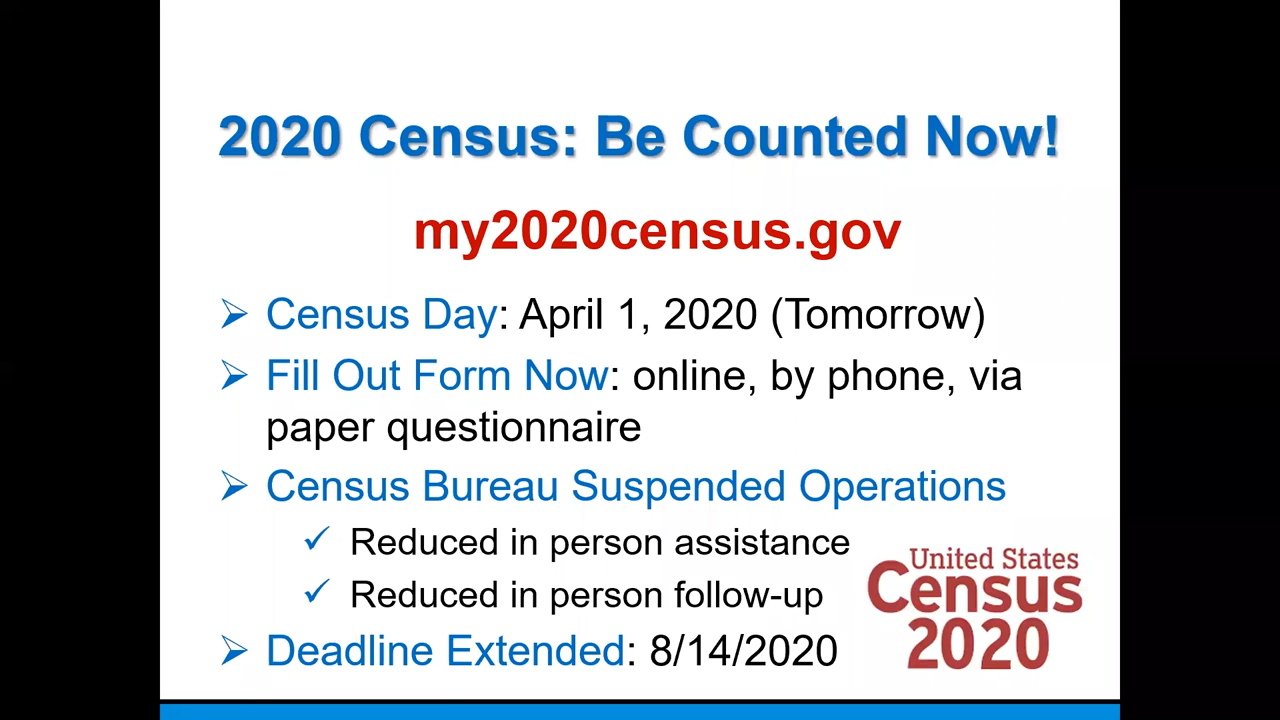 2020 Census: Be Counted Now!
my2020census.gov
Census Day: April 1, 2020 (Tomorrow)
Fill Out Form Now: online, by phone, via
paper questionnaire
Census Bureau Suspended Operations
Reduced in person assistance
Reduced in person follow-up
Deadline Extended: 8/14/2020
United States
Census
2020